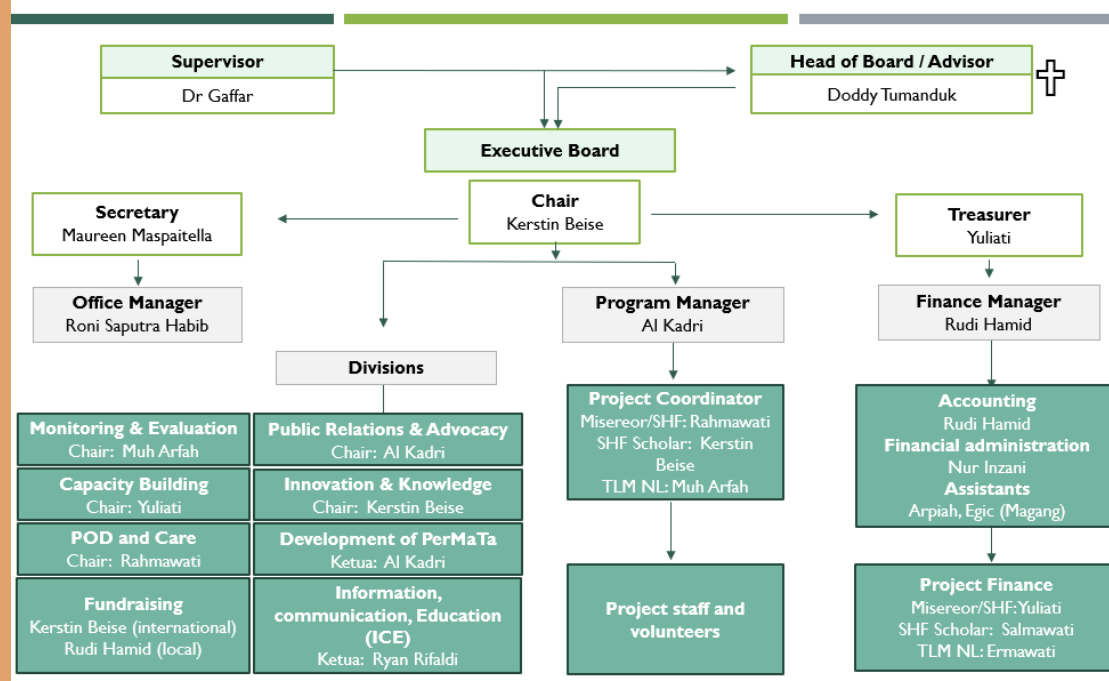 Supervisor
Dr Gaffar
Head of Board / Advisor
Doddy Tumanduk
Executive Board
Chair
Kerstin Beise
Secretary
Maureen Maspaitella
Treasurer
Yuliati
Office Manager
Roni Saputra Habib
Program Manager
Al Kadri
Finance Manager
Rudi Hamid
Divisions
Monitoring & Evaluation
Chair: Muh Arfah
Public Relations & Advocacy
Chair: Al Kadri
Capacity Building
Chair: Yuliati
Innovation & Knowledge
Chair: Kerstin Beise
POD and Care
Chair: Rahmawati
Development of PerMaTa
Ketua: Al Kadri
Fundraising
Kerstin Beise (international)
Rudi Hamid (local)
Information,
communication, Education
(ICE)
Ketua: Ryan Rifaldi
Project Coordinator
Misereor/SHF: Rahmawati
SHF Scholar: Kerstin
Beise
TLM NL: Muh Arfah
Project staff and
volunteers
Accounting
Rudi Hamid
Financial administration
Nur Inzani
Assistants
Arpiah, Egic (Magang)
Project Finance
Misereor/SHF: Yuliati
SHF Scholar: Salmawati
TLM NL: Ermawati